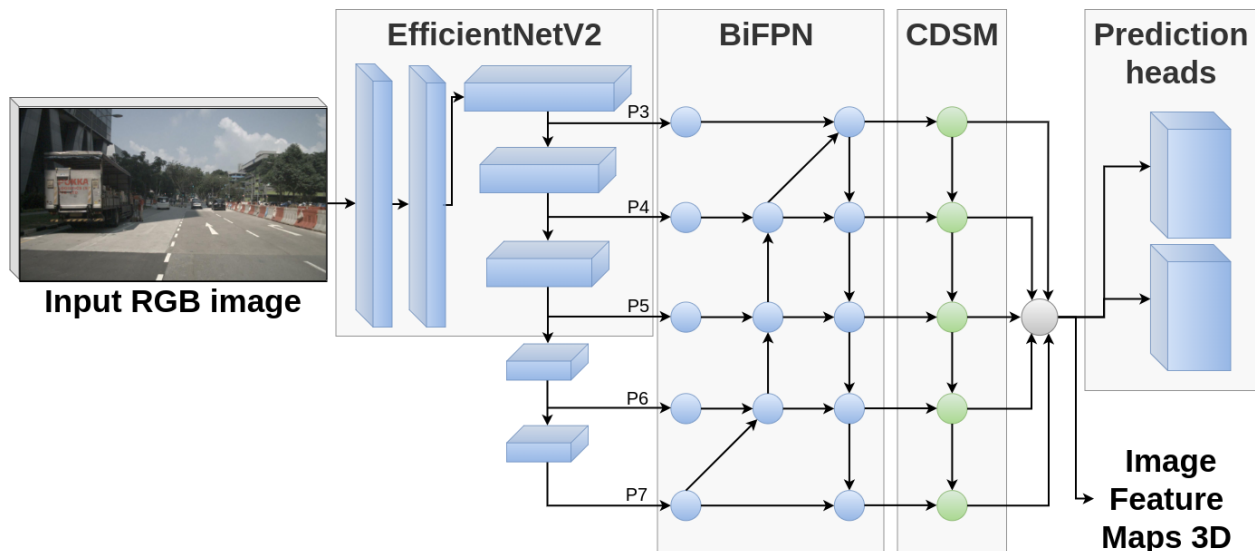 EfficientNetV2
BiFPN
CDSM
Prediction
heads
P3
P4
P5
P6
P7
Input RGB image
Image
Feature
Maps 3D